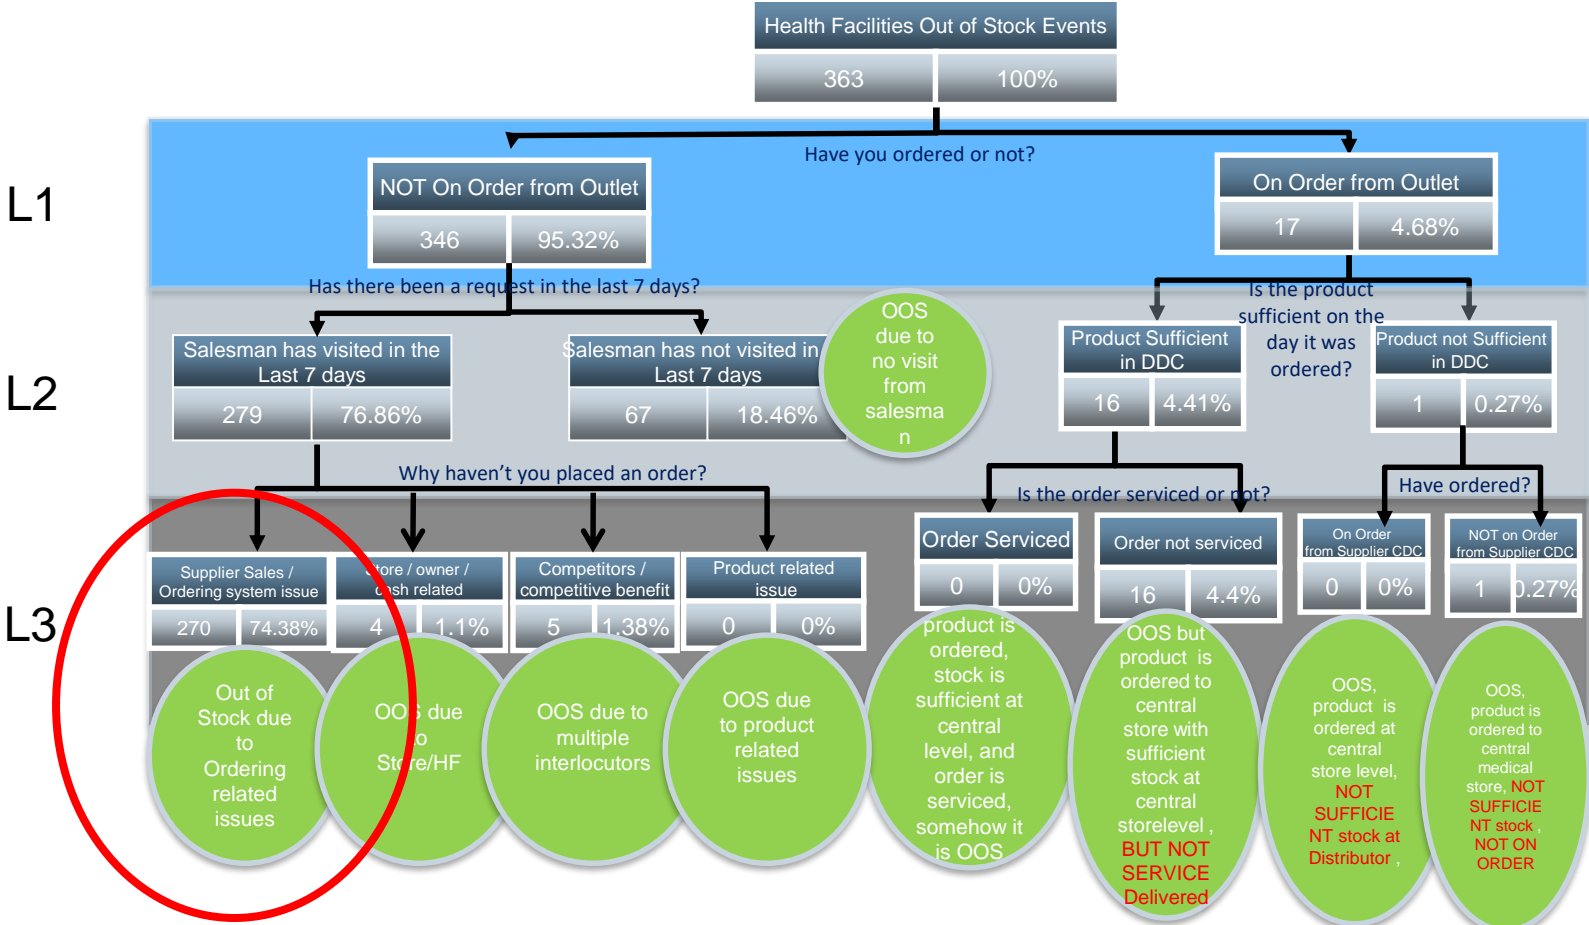 Health Facilities Out of Stock Events
363 100%
Have you ordered or not?
L1
NOT On Order from Outlet
346 95.32%
On Order from Outlet
17 4.68%
Has there been a request in the last 7 days?
Is the product
sufficient on the
day it was
ordered?
L2
Salesman has visited in the
Last 7 days
279 76.86%
Salesman has not visited in
Last 7 days
67 18.46%
OOS
due to
no visit
from
salesma
n
Product Sufficient
in DDC
16 4.41%
Product not Sufficient
in DDC
1 0.27%
Why haven't you placed an order?
Is the order serviced or not?
Have ordered?
L3
Supplier Sales /
Ordering system issue
270 74.38%
Store / owner /
cash related
4 1.1%
Competitors /
competitive benefit
5 1.38%
Product related
issue
0 0%
Order Serviced
0 0%
Order not serviced
16 4.4%
On Order
from Supplier CDC
0 0%
NOT on Order
from Supplier CDC
1 0.27%
Out of
Stock due
to
Ordering
related
issues
OOS due
to
Store/HF
OOS due to
multiple
interlocutors
OOS due
to product
related
issues
product is
ordered,
stock is
sufficient at
central
level, and
order is
serviced,
somehow it
is OOS
OOS but
product is
ordered to
central
store with
sufficient
stock at
central
storelevel ,
BUT NOT
SERVICE
Delivered
OOS,
product is
ordered at
central
store level,
NOT
SUFFICIE
NT stock at
Distributor ,
OOS,
product is
ordered to
central
medical
store, NOT
SUFFICIE
NT stock ,
NOT ON
ORDER